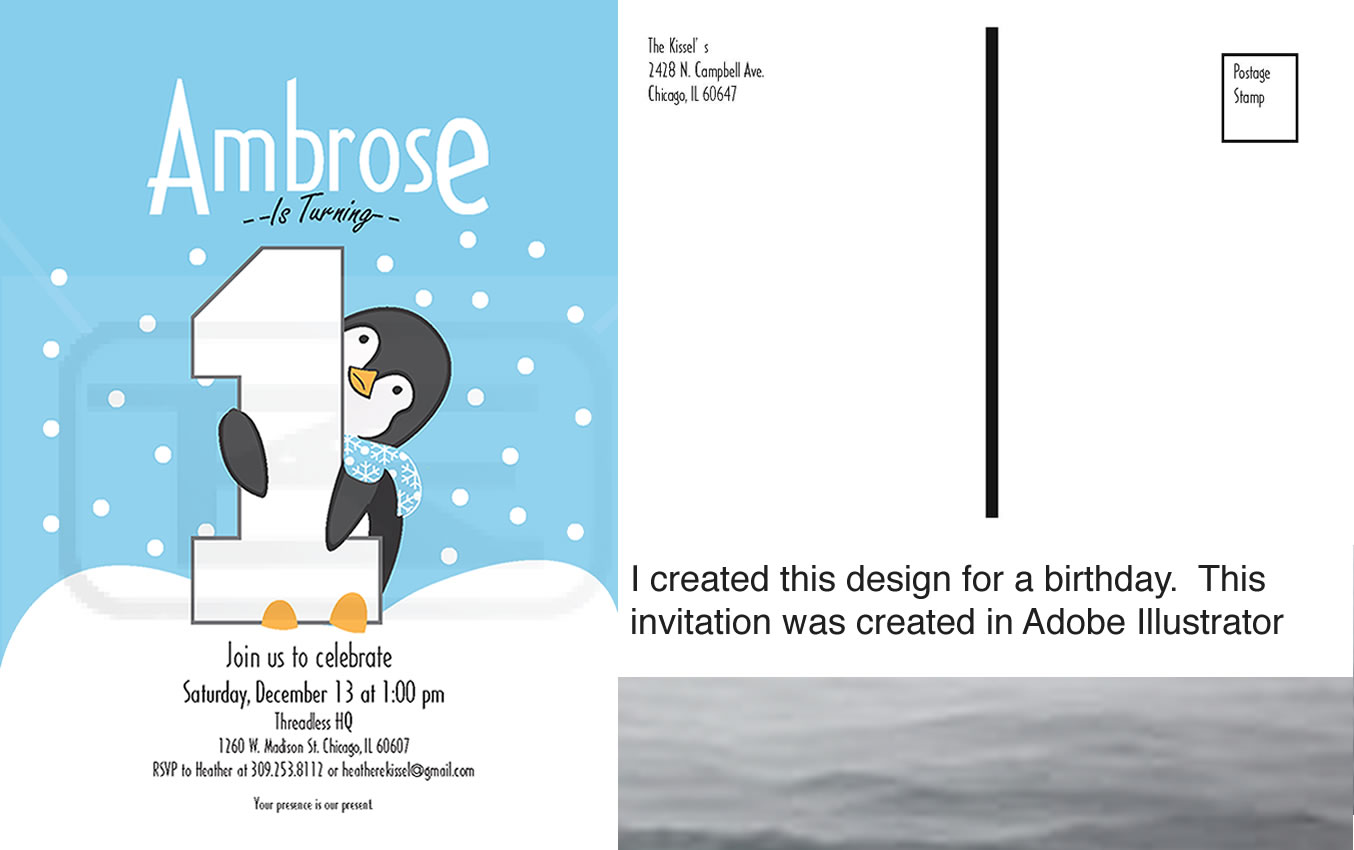 Ambrose
--Is Turning--
1
Join us to celebrate
Saturday, December 13 at 1:00 pm
Threadless HQ
1260 W. Madison St. Chicago, IL 60607
RSVP to Heather at 309.253.8112 or heatherekissel@gmail.com
Your presence is our present.
The Kissel' s
2428 N. Campbell Ave.
Chicago, IL 60647
Postage
Stamp
I created this design for a birthday.  This
invitation was created in Adobe Illustrator